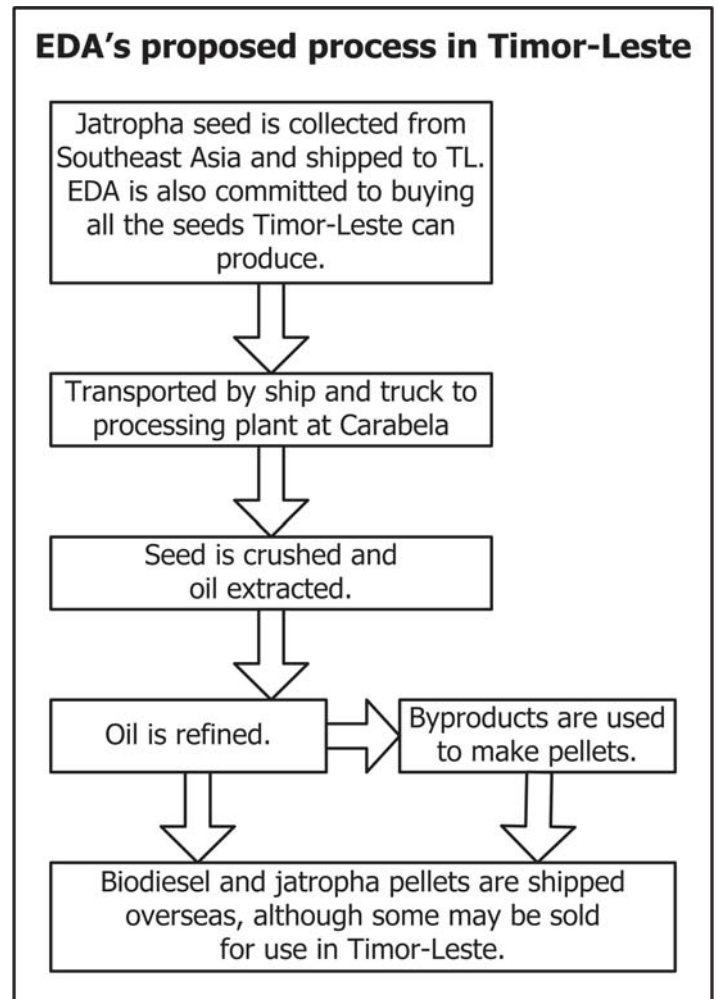 EDA's proposed process in Timor-Leste
Jatropha seed is collected from
Southeast Asia and shipped to TL.
EDA is also committed to buying
all the seeds Timor-Leste can
produce.
Transported by ship and truck to
processing plant at Carabela
Seed is crushed and
oil extracted.
Oil is refined.
Byproducts are used
to make pellets.
Biodiesel and jatropha pellets are shipped
overseas, although some may be sold
for use in Timor-Leste.